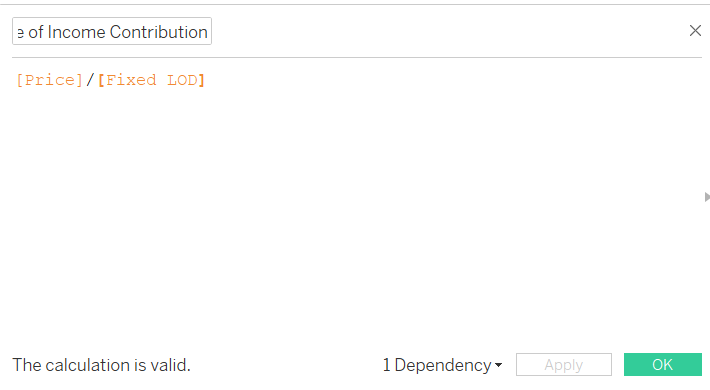 e of Income Contribution
[Price]/[Fixed LOD]
The calculation is valid.
1 Dependency
Apply
OK